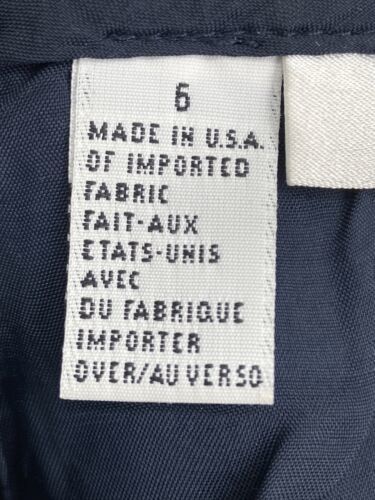 6
MADE IN U.S.A.
OF IMPORTED
FABRIC
FAIT-AUX
ETATS-UNIS
AVEC
DU FABRIQUE
IMPORTER
OVER/AU VERSO